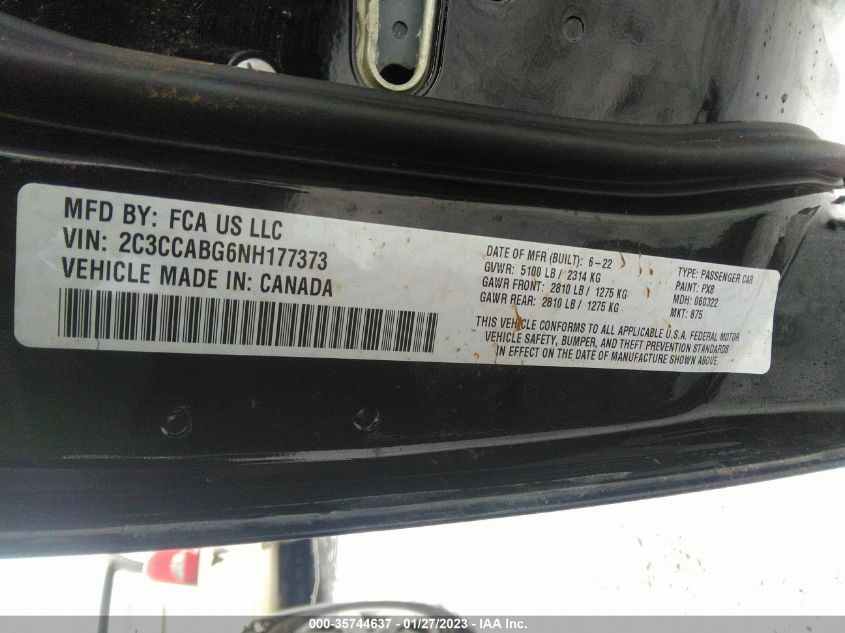 MFD BY: FCA US LLC
VIN: 2C3CCABG6NH177373
VEHICLE MADE IN: CANADA
DATE OF MFR (BUILT): 6-22
GVWR: 5100 LB / 2314 KG
GAWR FRONT: 2810 LB / 1275 KG
GAWR REAR: 2810 LB / 1275 KG
TYPE: PASSENGER CAR
PAINT: PX8
MDH: 060322
MKT: 875
THIS VEHICLE CONFORMS TO ALL APPLICABLE U.S.A. FEDERAL MOTOR
VEHICLE SAFETY, BUMPER, AND THEFT PREVENTION STANDARDS
IN EFFECT ON THE DATE OF MANUFACTURE SHOWN ABOVE.
000-35744637 - 01/27/2023 - IAA Inc.